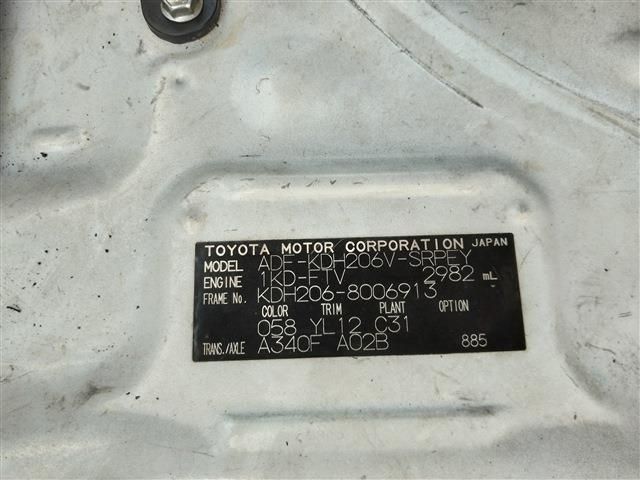 TOYOTA MOTOR CORPORATION JAPAN
MODEL ADF-KDH206V-SRPEY
ENGINE 1KD-FTV 2982 mL
FRAME No. KDH206-8006913
COLOR TRIM PLANT OPTION
058 YL12 C31
TRANS./AXLE A340F A02B 885